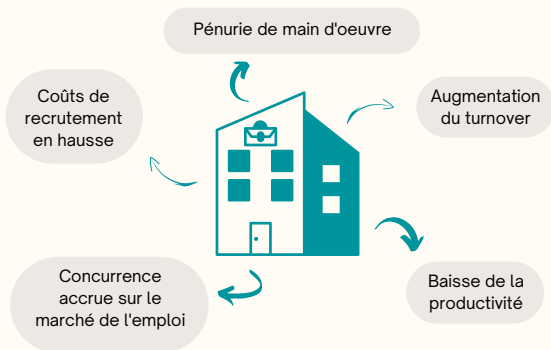 Pénurie de main d'oeuvre
Coûts de
recrutement
en hausse
Augmentation
du turnover
Concurrence
accrue sur le
marché de l'emploi
Baisse de la
productivité